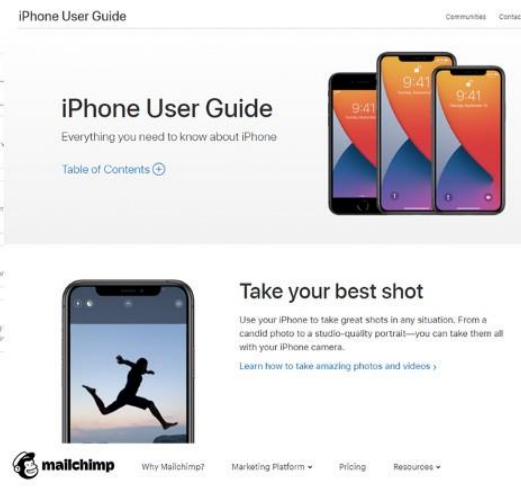 iPhone User Guide
Communities
iPhone User Guide
Everything you need to know about iPhone
Table of Contents
9:41
9:41
9:41
Take your best shot
Use your iPhone to take great shots in any situation. From a
candid photo to a studio-quality portrait—you can take them all
with your iPhone camera.
Learn how to take amazing photos and videos ›
mailchimp Why Mailchimp? Marketing Platform Pricing Resources